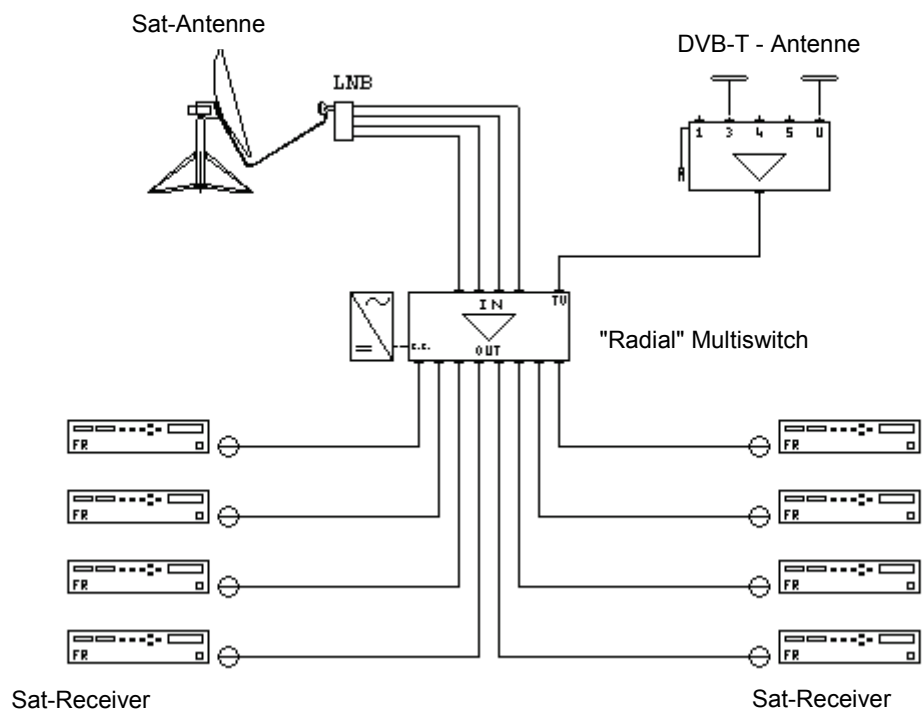 Sat-Antenne
DVB-T - Antenne
LNB
1 3 4 5 U
A
IN
TV
"Radial" Multiswitch
c.c.
OUT
FR
FR
FR
FR
FR
FR
FR
FR
Sat-Receiver
Sat-Receiver